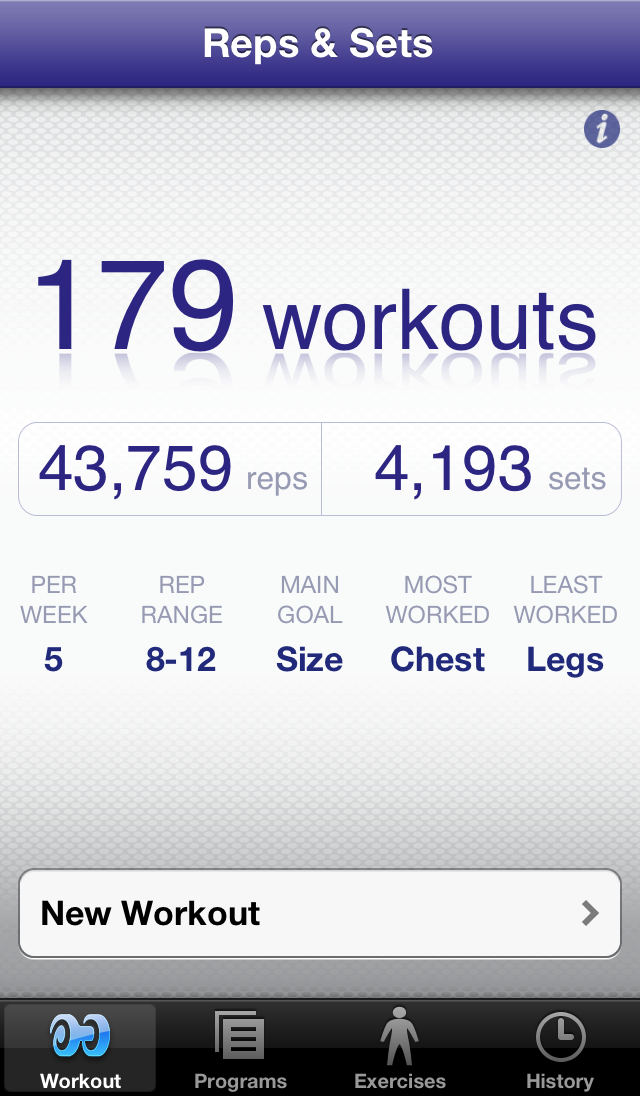 Reps & Sets
i
179 workouts
43,759 reps
4,193 sets
PER WEEK
5
REP RANGE
8-12
MAIN GOAL
Size
MOST WORKED
Chest
LEAST WORKED
Legs
New Workout
Workout
Programs
Exercises
History